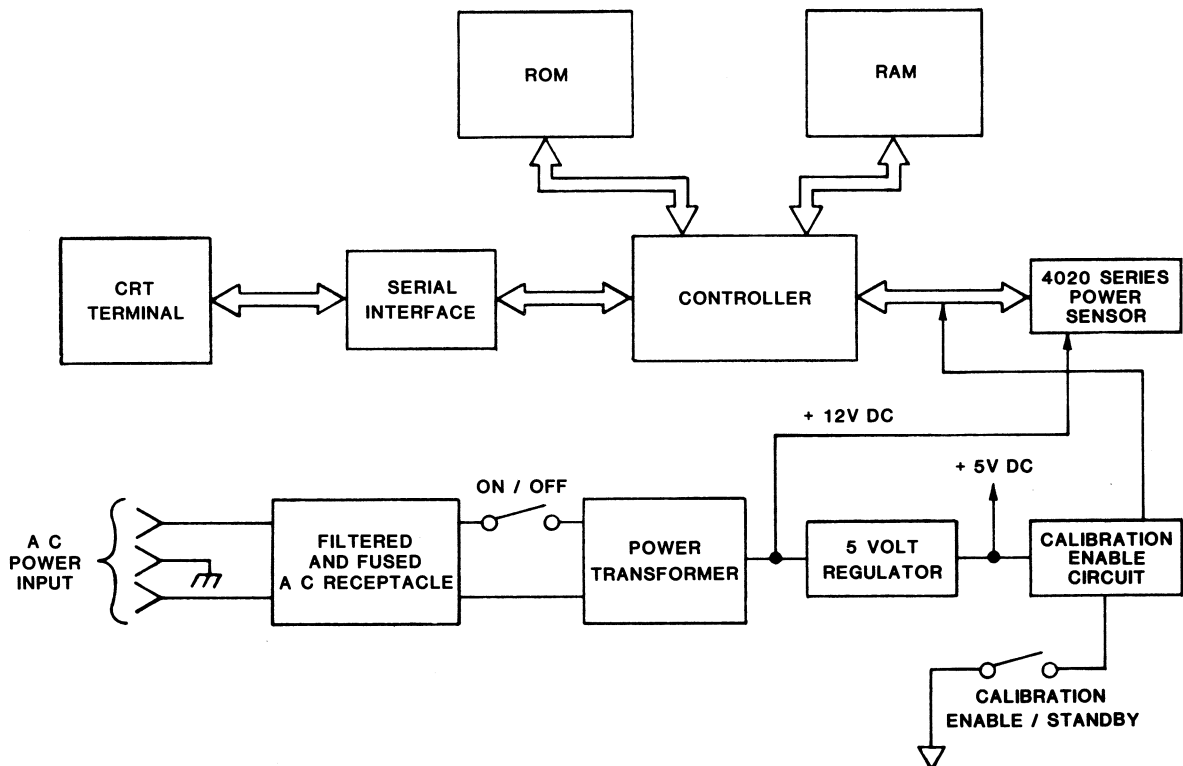 ROM
RAM
CRT
TERMINAL
SERIAL
INTERFACE
CONTROLLER
4020 SERIES
POWER
SENSOR
+ 12V DC
+ 5V DC
ON / OFF
A C
POWER
INPUT
FILTERED
AND FUSED
A C RECEPTACLE
POWER
TRANSFORMER
5 VOLT
REGULATOR
CALIBRATION
ENABLE
CIRCUIT
CALIBRATION
ENABLE / STANDBY